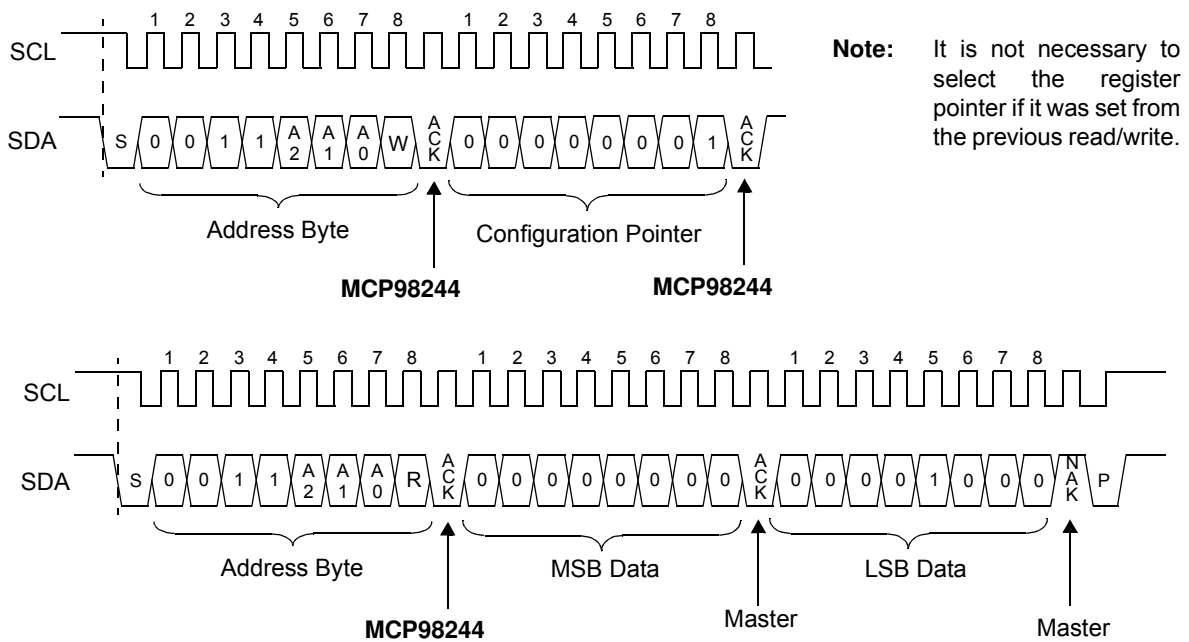 1 2 3 4 5 6 7 8 1 2 3 4 5 6 7 8
SCL
SDA S 0 0 1 1 A2 A1 A0 W ACK 0 0 0 0 0 0 0 1 ACK
Address Byte Configuration Pointer
MCP98244 MCP98244
Note: It is not necessary to
select the register
pointer if it was set from
the previous read/write.
1 2 3 4 5 6 7 8 1 2 3 4 5 6 7 8 1 2 3 4 5 6 7 8
SCL
SDA S 0 0 1 1 A2 A1 A0 R ACK 0 0 0 0 0 0 0 0 ACK 0 0 0 0 1 0 0 0 NAK P
Address Byte MSB Data LSB Data
MCP98244 Master Master